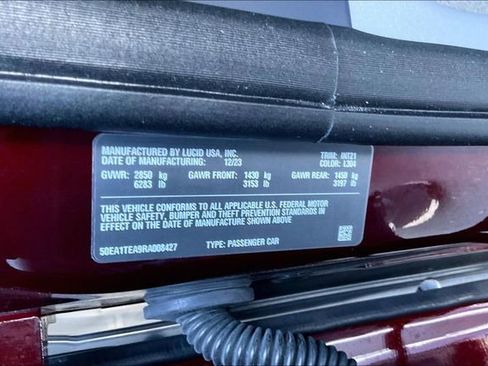 MANUFACTURED BY LUCID USA, INC. TRIM: INT21
DATE OF MANUFACTURING: 12/23 COLOR: L304
GVWR: 2850 kg GAWR FRONT: 1430 kg GAWR REAR: 1450 kg
6283 lb 3153 lb 3197 lb
THIS VEHICLE CONFORMS TO ALL APPLICABLE U.S. FEDERAL MOTOR
VEHICLE SAFETY, BUMPER AND THEFT PREVENTION STANDARDS IN
EFFECT ON THE DATE OF MANUFACTURE SHOWN ABOVE
50EA1TEA9RA008427 TYPE: PASSENGER CAR